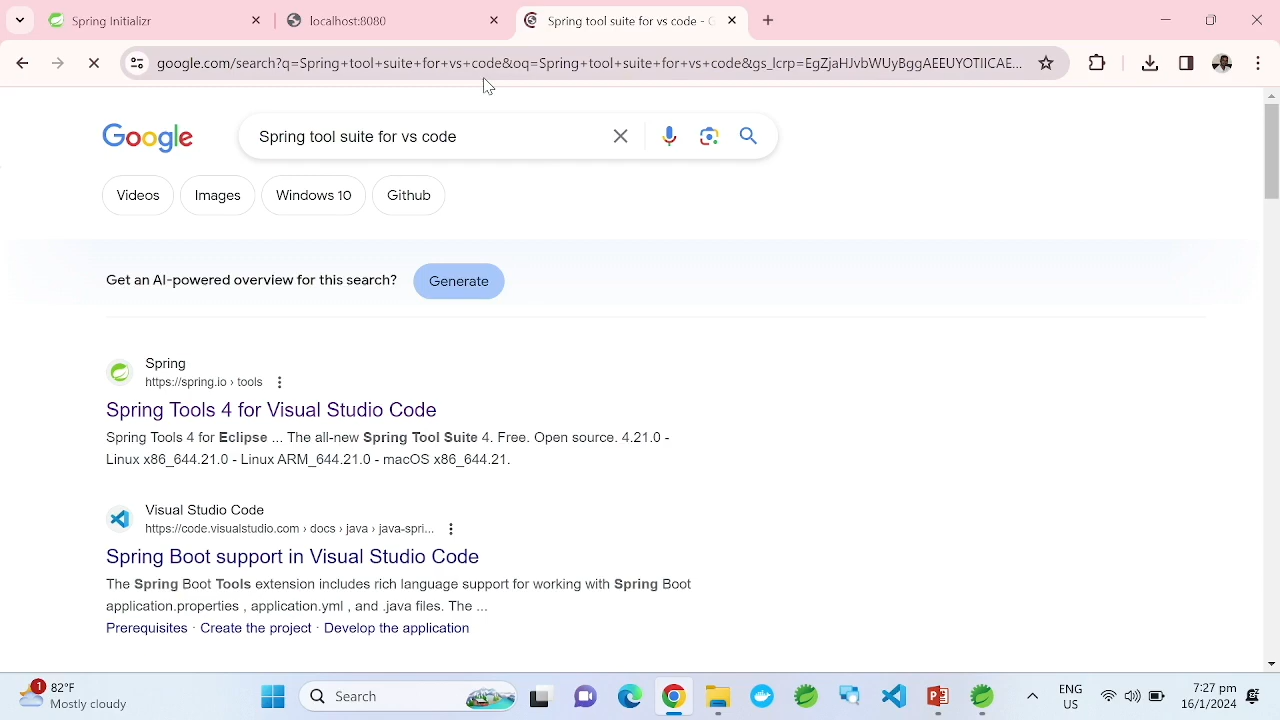 Spring Initializr
localhost:8080
Spring tool suite for vs code - G
google.com/search?q=Spring+tool+suite+for+vs+code&oq=Spring+tool+suite+for+vs+code&gs_lcrp=EgZjaHJvbWUyBggAEEUYOTIICAE...
Google
Spring tool suite for vs code
Videos
Images
Windows 10
Github
Get an AI-powered overview for this search?
Generate
Spring
https://spring.io › tools
Spring Tools 4 for Visual Studio Code
Spring Tools 4 for Eclipse ... The all-new Spring Tool Suite 4. Free. Open source. 4.21.0 -
Linux x86_644.21.0 - Linux ARM_644.21.0 - macOS x86_644.21.
Visual Studio Code
https://code.visualstudio.com › docs › java › java-spri...
Spring Boot support in Visual Studio Code
The Spring Boot Tools extension includes rich language support for working with Spring Boot
application.properties , application.yml , and .java files. The ...
Prerequisites · Create the project · Develop the application
1
82°F
Mostly cloudy
Search
ENG
US
7:27 pm
16/1/2024